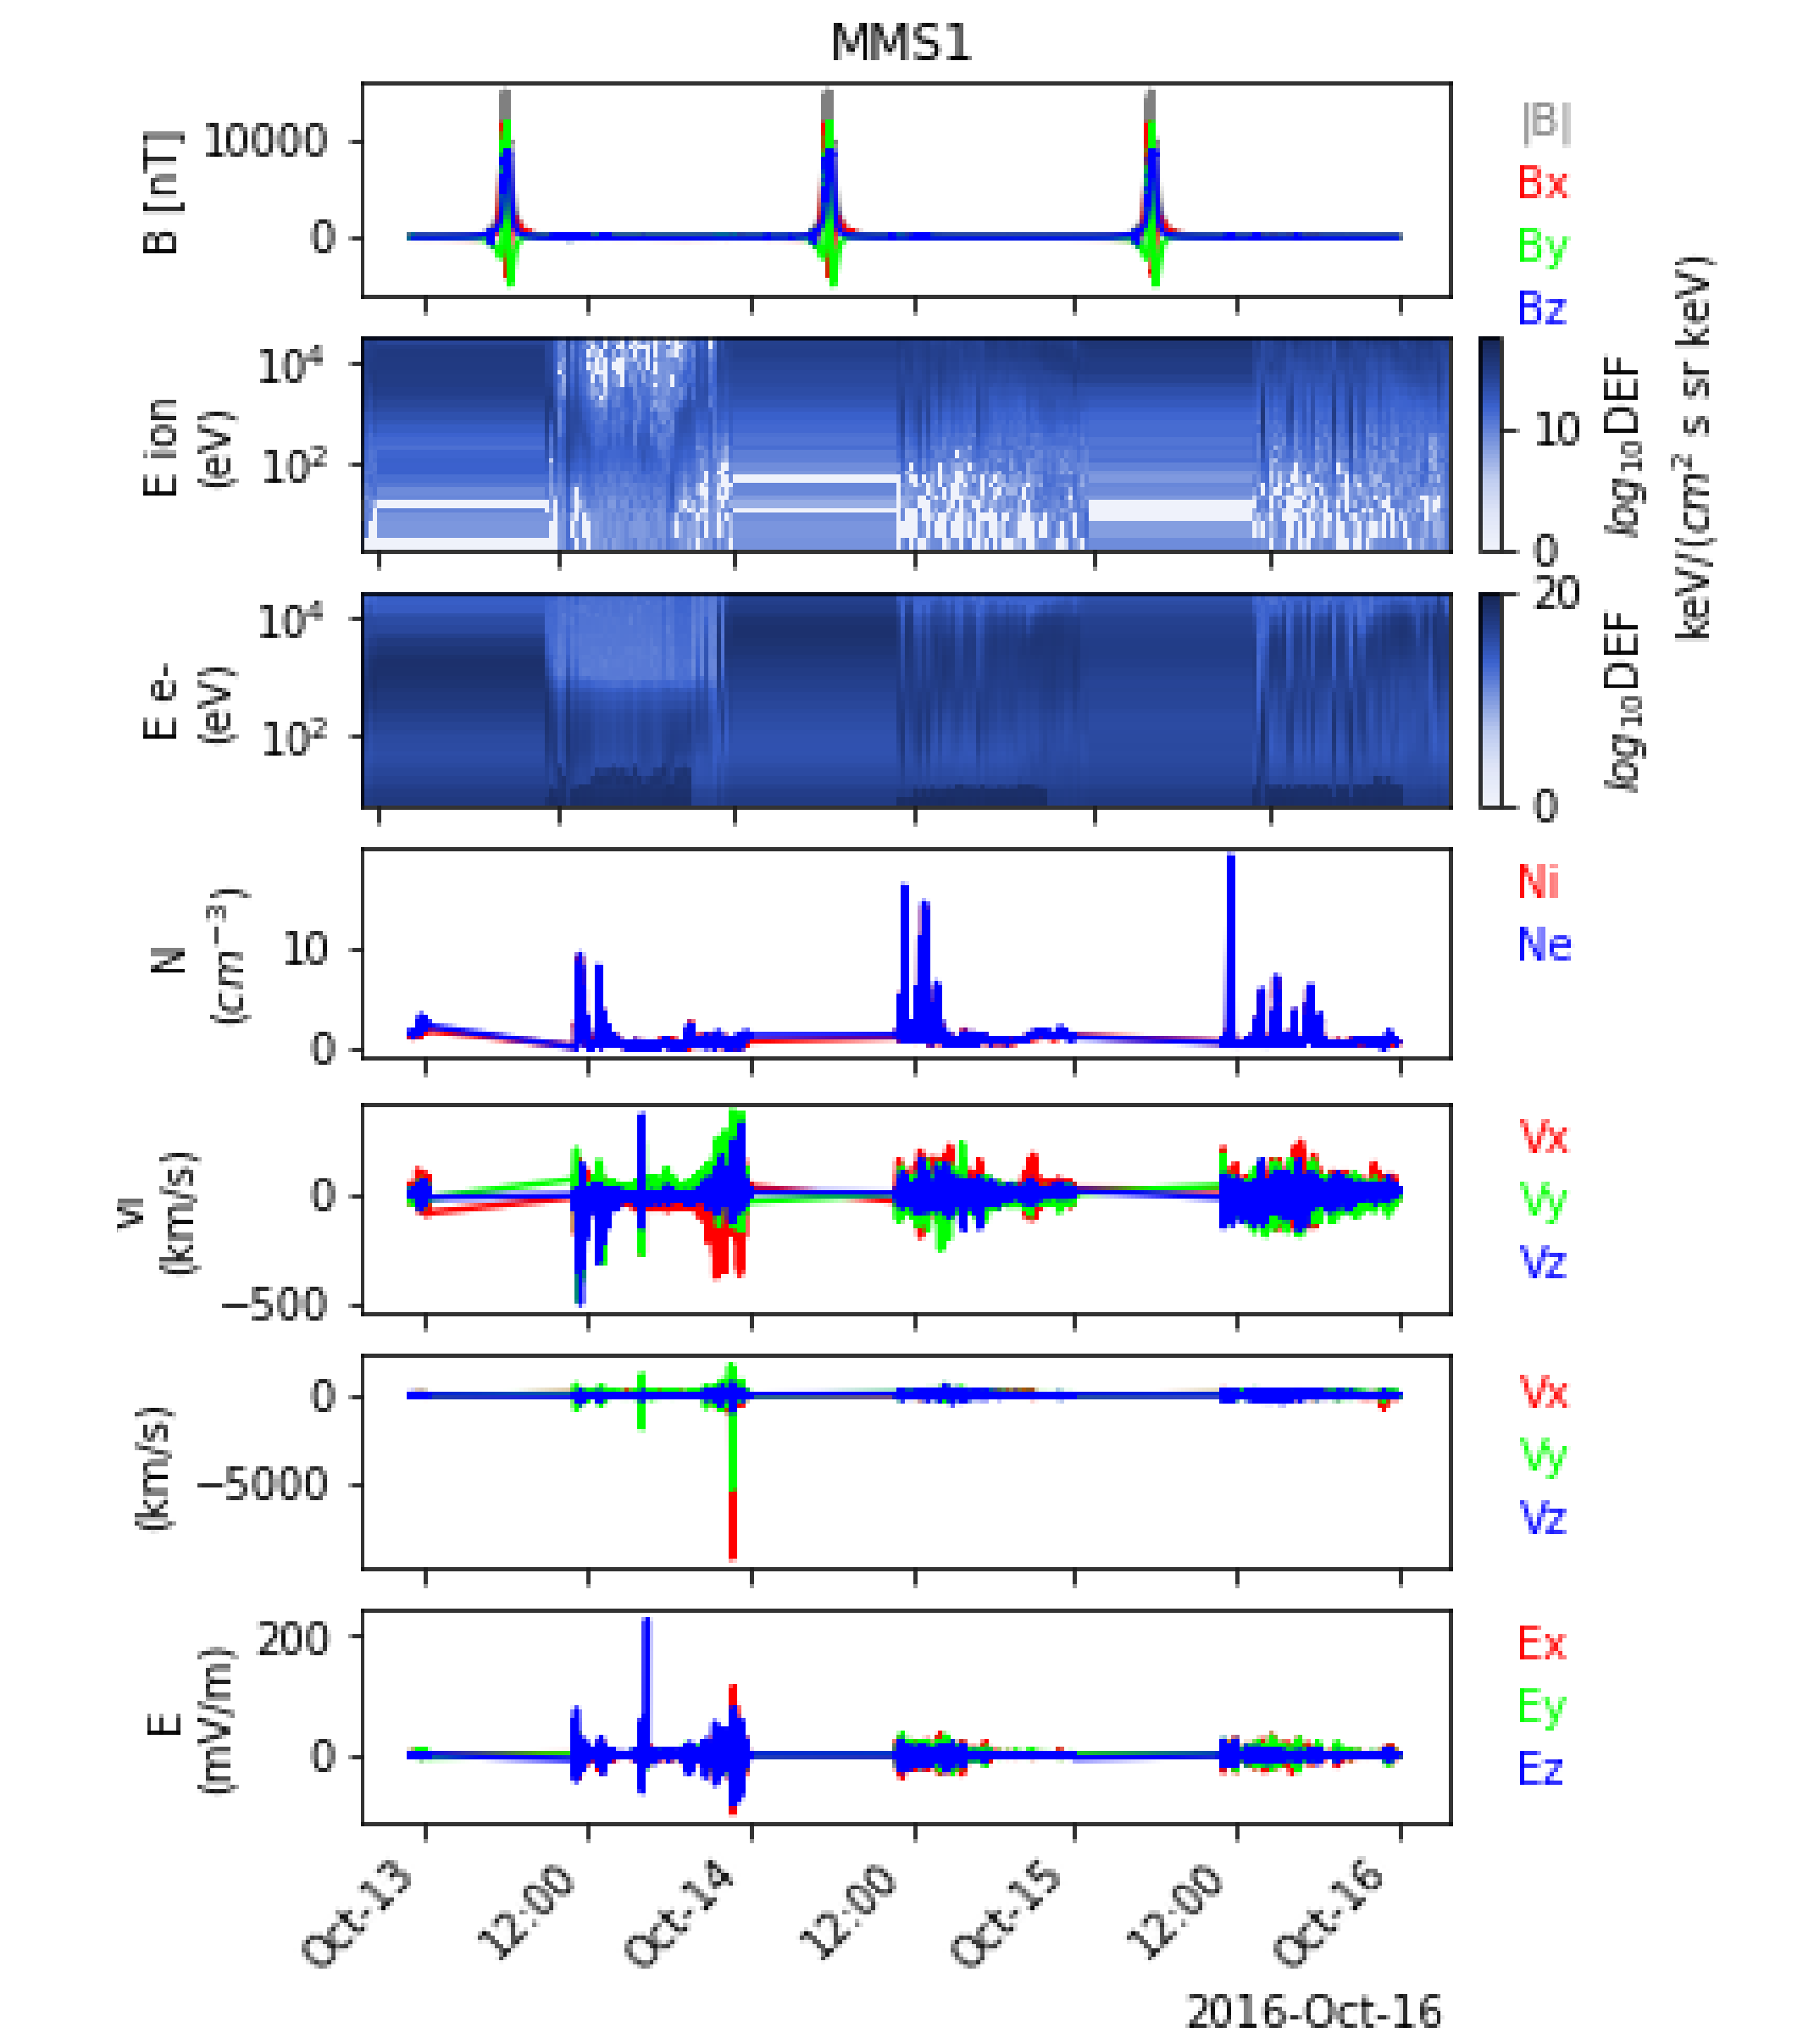 MMS1
B [nT]
10000
0
|B|
Bx
By
Bz
E ion
(eV)
10⁴
10²
10
0
log₁₀DEF
keV/(cm² s sr keV)
E e-
(eV)
10⁴
10²
20
0
log₁₀DEF
N
(cm⁻³)
10
0
Ni
Ne
(km/s)
0
−500
Vx
Vy
Vz
(km/s)
0
−5000
Vx
Vy
Vz
E
(mV/m)
200
0
Ex
Ey
Ez
Oct-13
12:00
Oct-14
12:00
Oct-15
12:00
Oct-16
2016-Oct-16